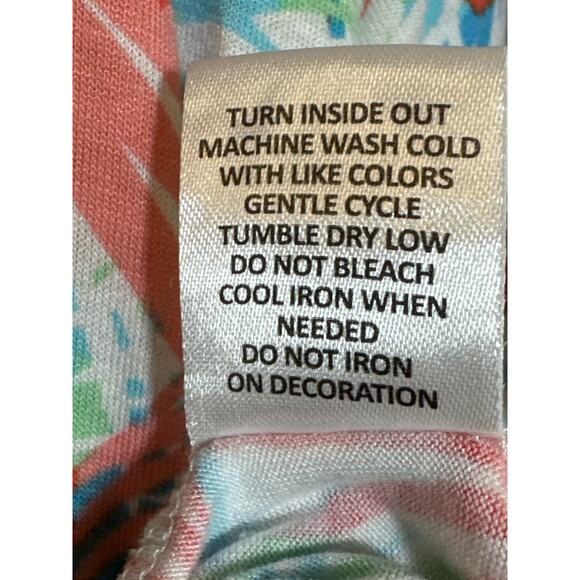 TURN INSIDE OUT
MACHINE WASH COLD
WITH LIKE COLORS
GENTLE CYCLE
TUMBLE DRY LOW
DO NOT BLEACH
COOL IRON WHEN
NEEDED
DO NOT IRON
ON DECORATION